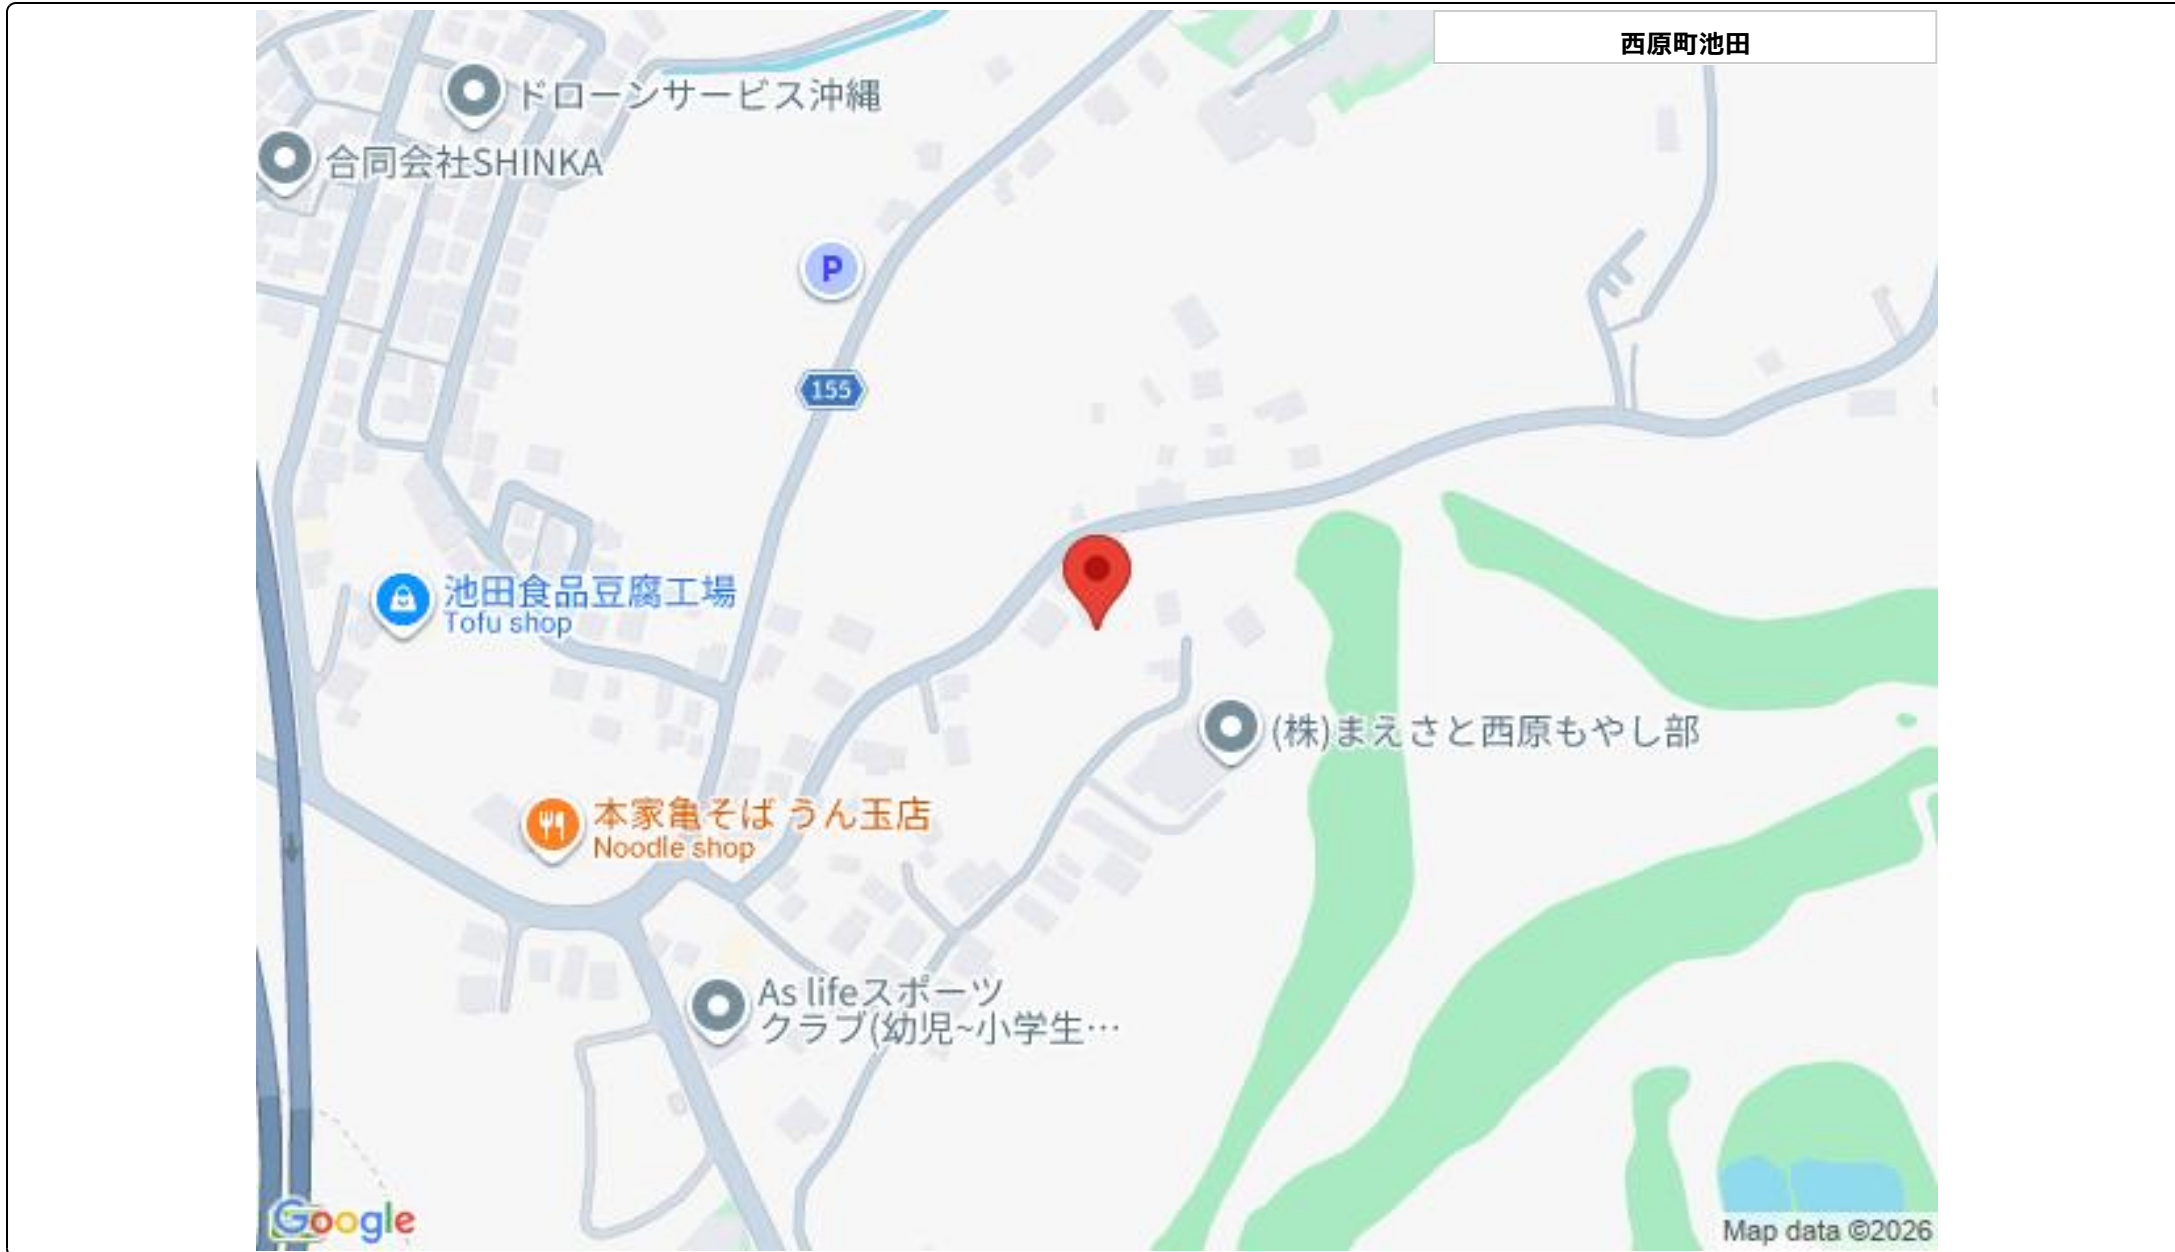 西原町池田
ドローンサービス沖縄
合同会社SHINKA
P
155
池田食品豆腐工場
Tofu shop
(株)まえさと西原もやし部
本家亀そば うん玉店
Noodle shop
As lifeスポーツ
クラブ(幼児~小学生…
Google
Map data ©2026